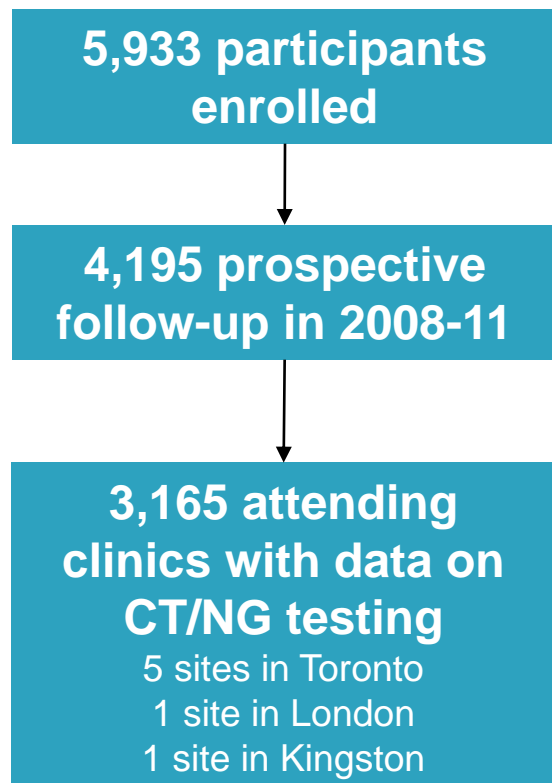 5,933 participants
enrolled
4,195 prospective
follow-up in 2008-11
3,165 attending
clinics with data on
CT/NG testing
5 sites in Toronto
1 site in London
1 site in Kingston